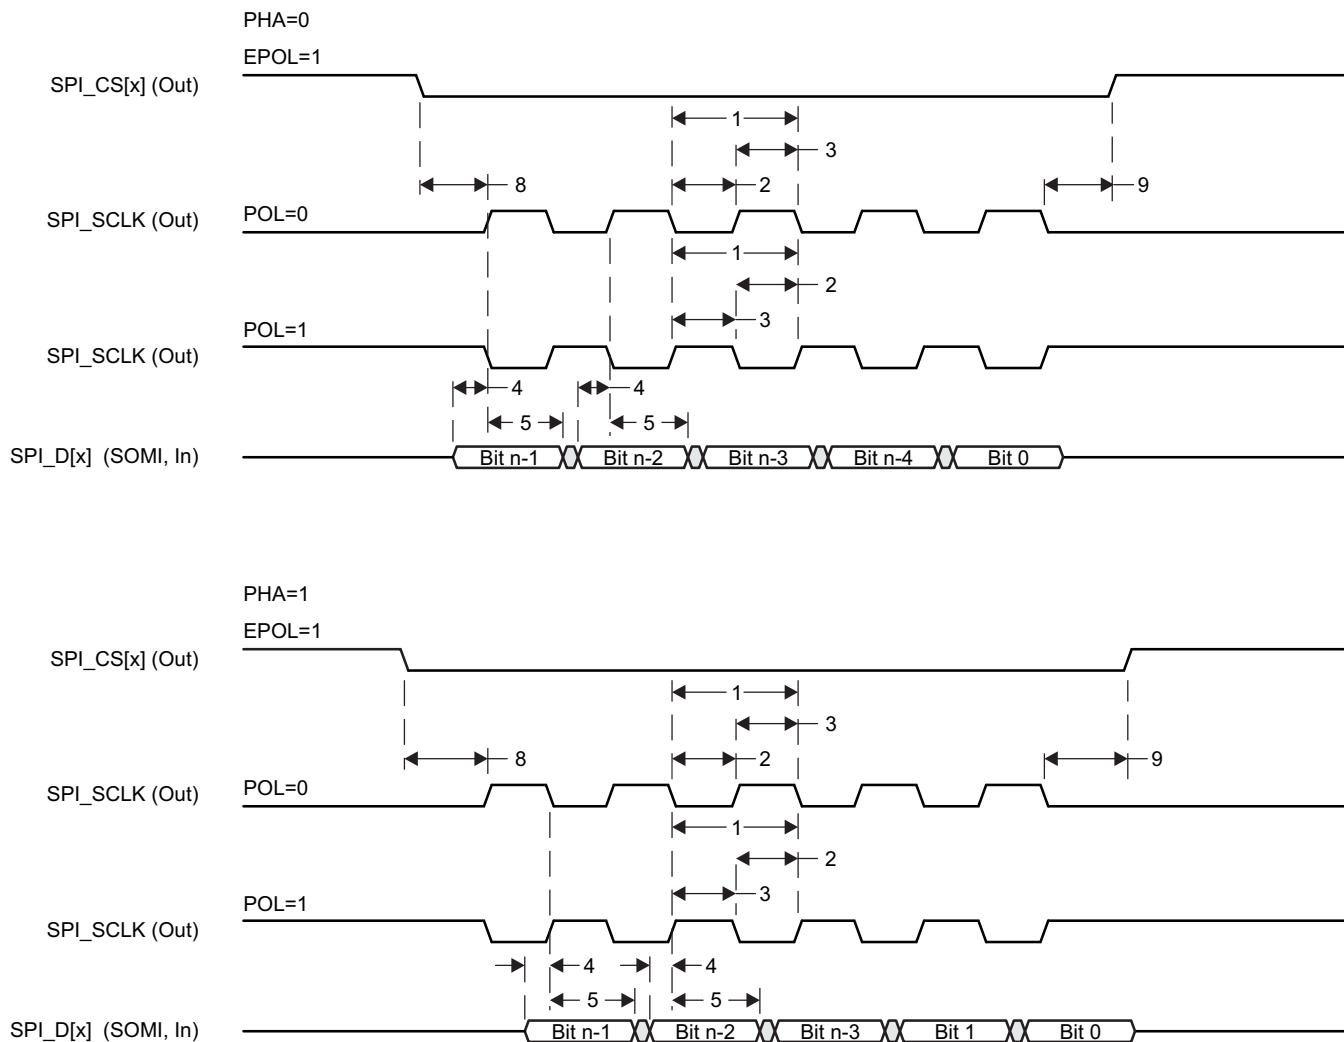 PHA=0
EPOL=1
SPI_CS[x] (Out)
1
3
8 2 9
POL=0
SPI_SCLK (Out)
1
2
3
POL=1
SPI_SCLK (Out)
4 4
5 5
SPI_D[x] (SOMI, In) Bit n-1 Bit n-2 Bit n-3 Bit n-4 Bit 0
PHA=1
EPOL=1
SPI_CS[x] (Out)
1
3
8 2 9
POL=0
SPI_SCLK (Out)
1
2
3
POL=1
SPI_SCLK (Out)
4 4
5 5
SPI_D[x] (SOMI, In) Bit n-1 Bit n-2 Bit n-3 Bit 1 Bit 0